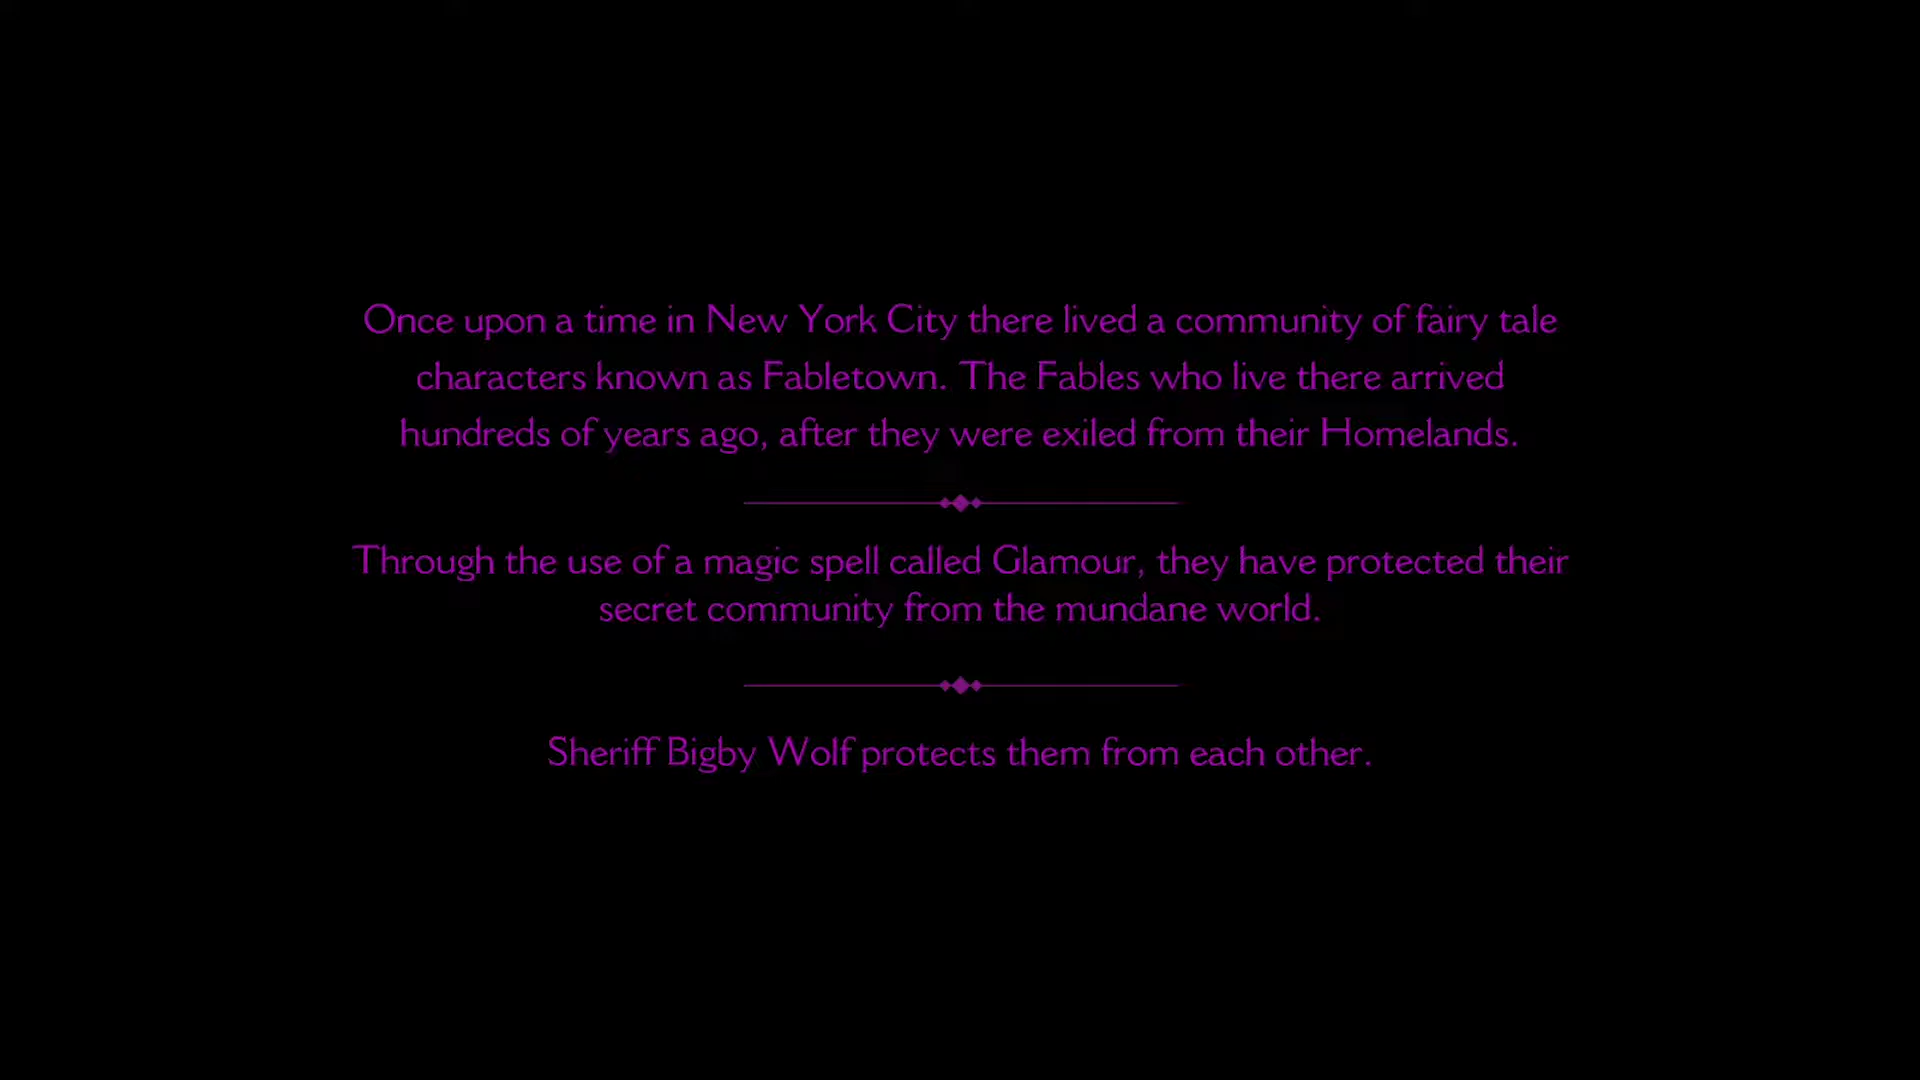 Once upon a time in New York City there lived a community of fairy tale
characters known as Fabletown. The Fables who live there arrived
hundreds of years ago, after they were exiled from their Homelands.
Through the use of a magic spell called Glamour, they have protected their
secret community from the mundane world.
Sheriff Bigby Wolf protects them from each other.